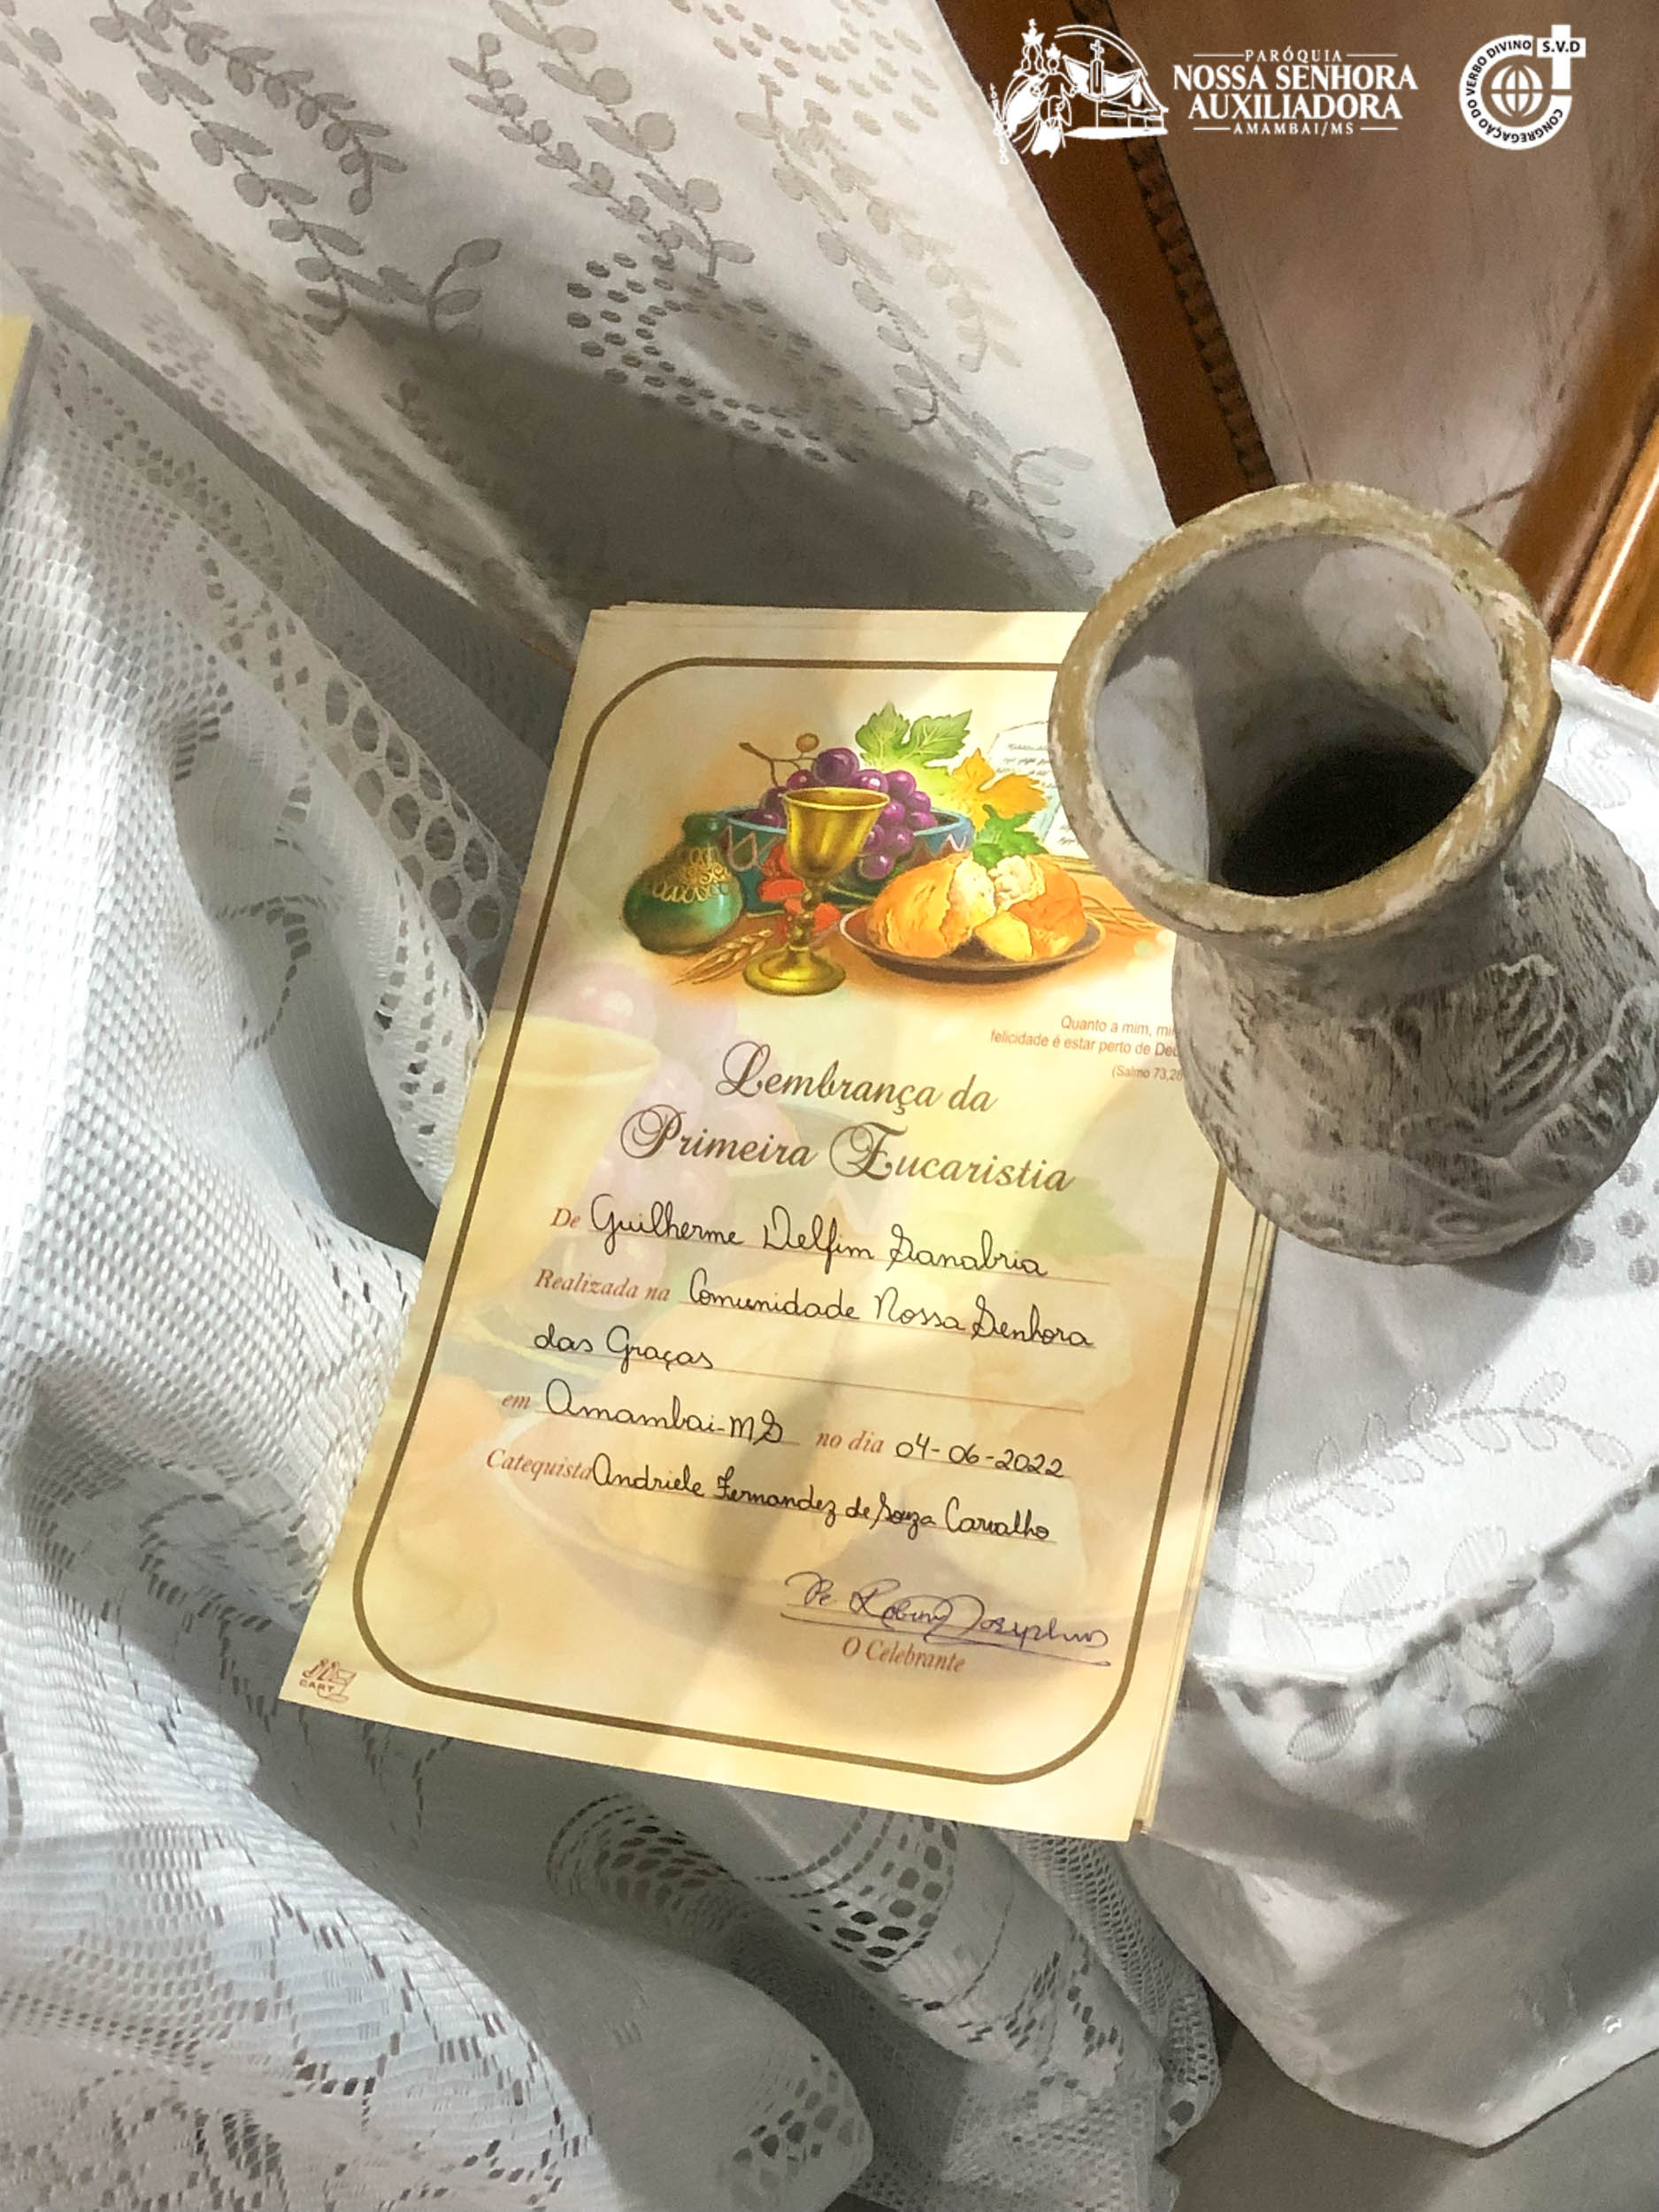 PARÓQUIA
NOSSA SENHORA
AUXILIADORA
AMAMBAI/MS
CONGREGAÇÃO DO VERBO DIVINO S.V.D
Quanto a mim,
felicidade é estar perto de
(Salmo 73,28
Lembrança da
Primeira Eucaristia
De Guilherme Delfim Sanabria
Realizada na Comunidade Nossa Senhora
das Graças
em Amambai-MS no dia 04-06-2022
Catequista Andriele Fernandez de Souza Carvalho
Pe
O Celebrante
CART